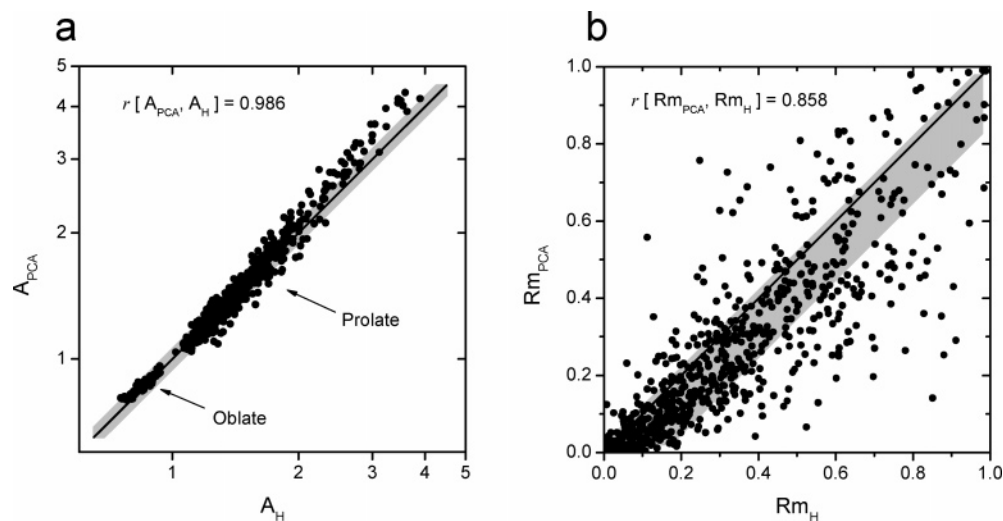 a
r [ A_PCA, A_H ] = 0.986
5
4
3
2
1
A_PCA
Prolate
Oblate
1
2
3
4
5
A_H
b
r [ Rm_PCA, Rm_H ] = 0.858
1.0
0.8
0.6
0.4
0.2
0.0
Rm_PCA
0.0
0.2
0.4
0.6
0.8
1.0
Rm_H